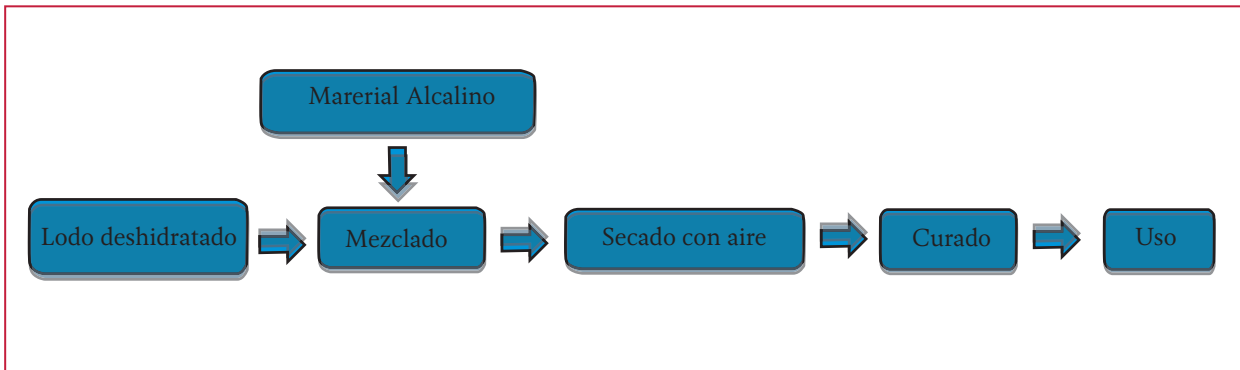 Marerial Alcalino
Lodo deshidratado
Mezclado
Secado con aire
Curado
Uso